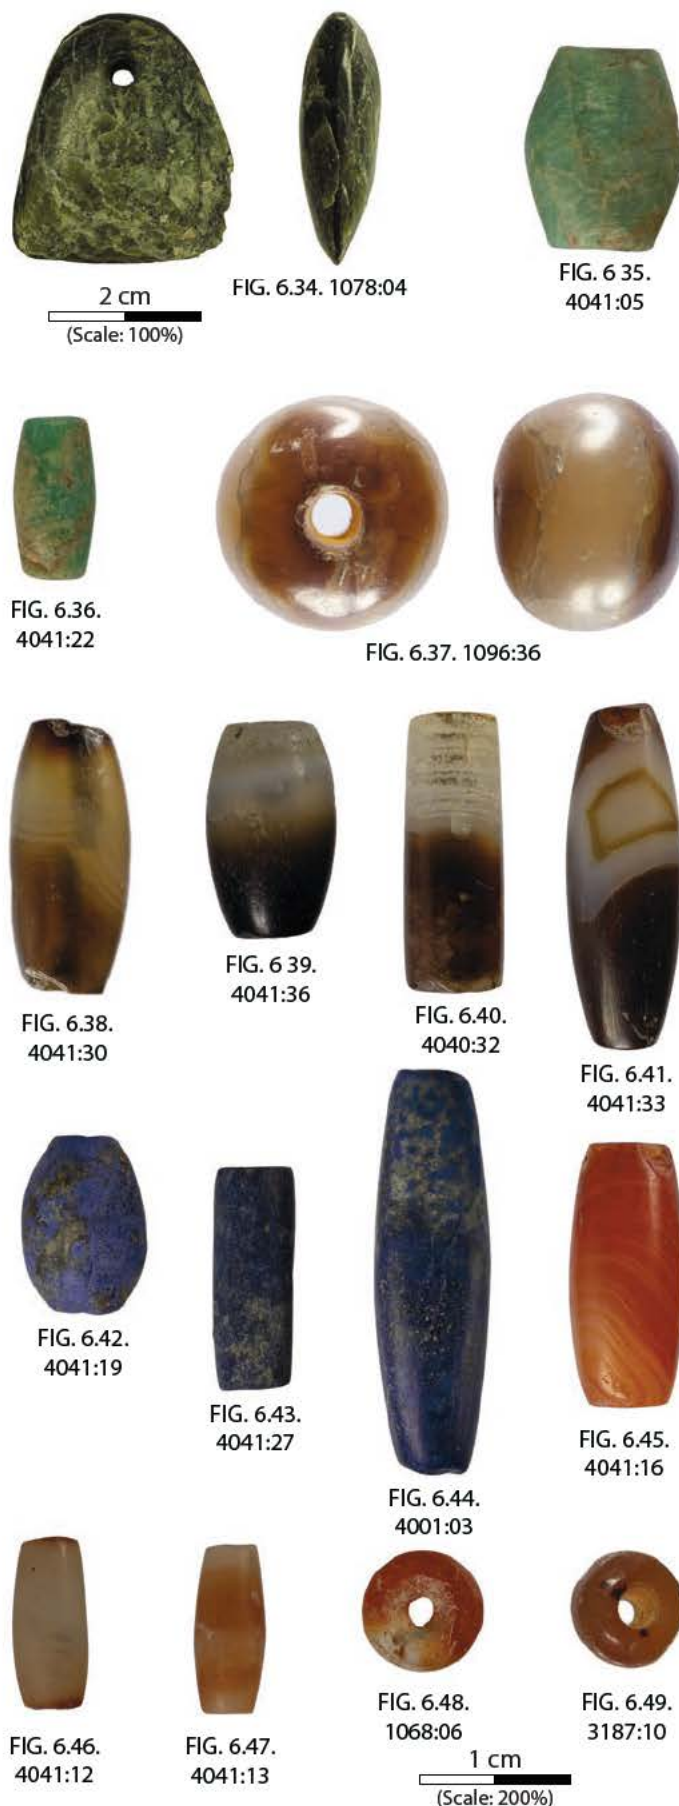 FIG. 6.34. 1078:04
2 cm
(Scale: 100%)
FIG. 6 35.
4041:05
FIG. 6.36.
4041:22
FIG. 6.37. 1096:36
FIG. 6.38.
4041:30
FIG. 6 39.
4041:36
FIG. 6.40.
4040:32
FIG. 6.41.
4041:33
FIG. 6.42.
4041:19
FIG. 6.43.
4041:27
FIG. 6.44.
4001:03
FIG. 6.45.
4041:16
FIG. 6.46.
4041:12
FIG. 6.47.
4041:13
FIG. 6.48.
1068:06
FIG. 6.49.
3187:10
1 cm
(Scale: 200%)